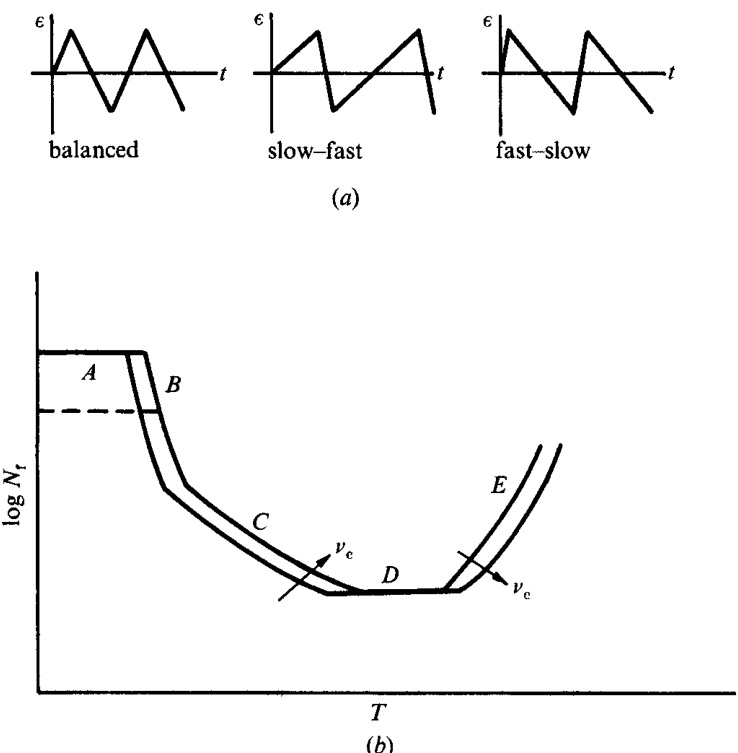 ϵ t ϵ t ϵ t
balanced slow–fast fast–slow
(a)
A
B
log N_f
C
ν_c
D
E
ν_c
T
(b)